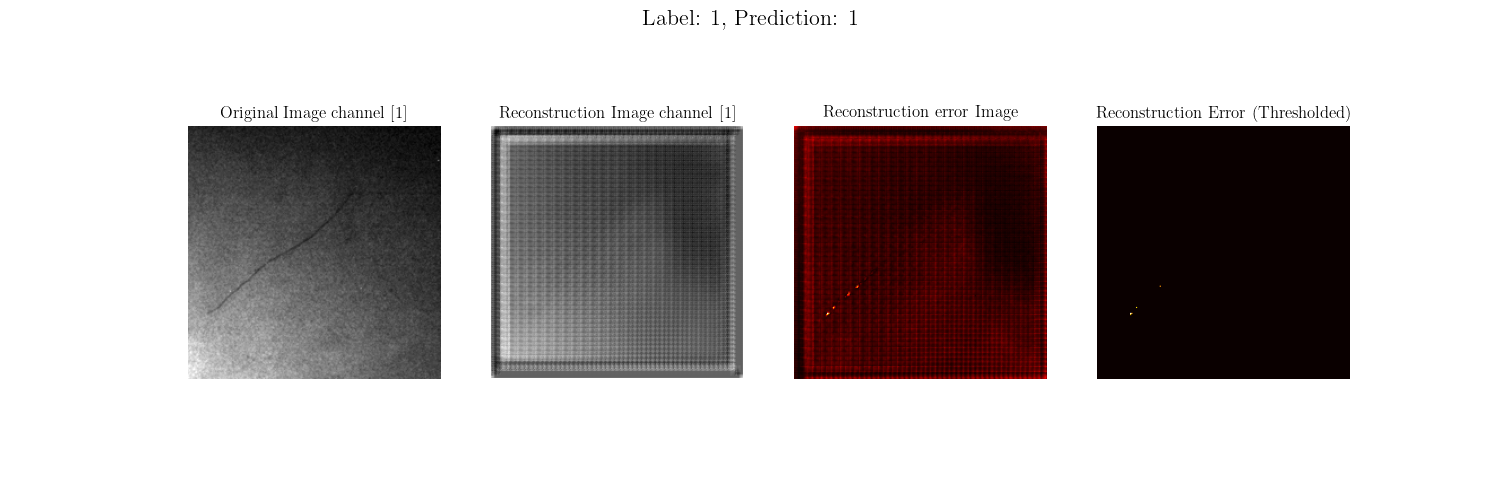 Label: 1, Prediction: 1
Original Image channel [1]
Reconstruction Image channel [1]
Reconstruction error Image
Reconstruction Error (Thresholded)